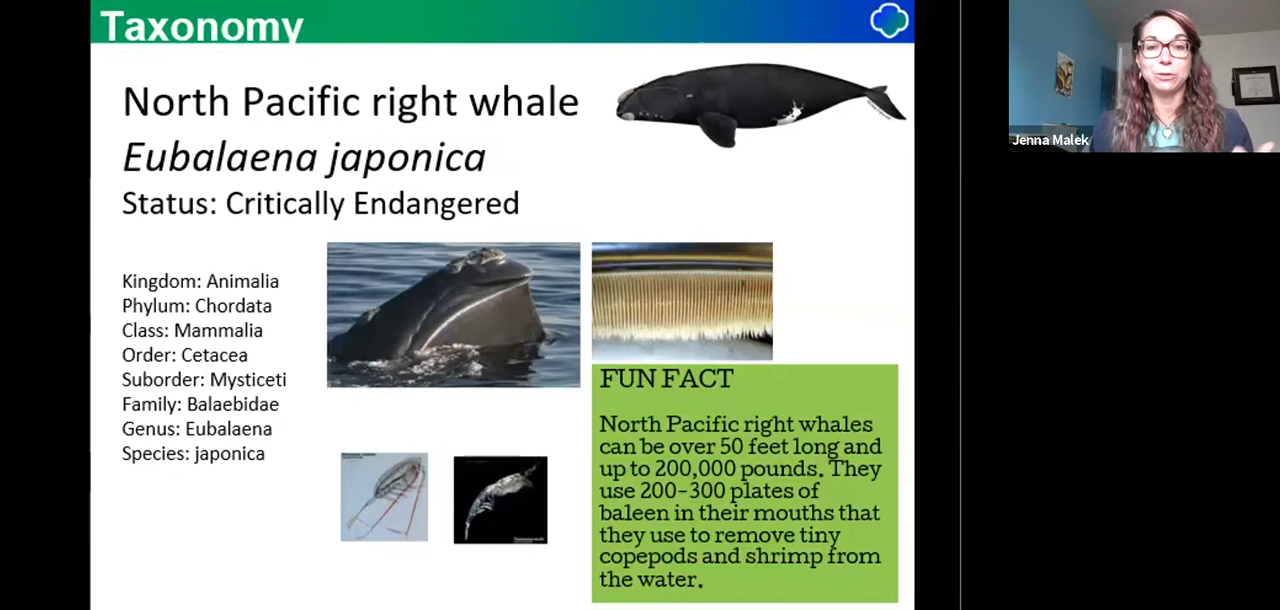 Taxonomy
North Pacific right whale
Eubalaena japonica
Status: Critically Endangered
Kingdom: Animalia
Phylum: Chordata
Class: Mammalia
Order: Cetacea
Suborder: Mysticeti
Family: Balaebidae
Genus: Eubalaena
Species: japonica
FUN FACT
North Pacific right whales
can be over 50 feet long and
up to 200,000 pounds. They
use 200-300 plates of
baleen in their mouths that
they use to remove tiny
copepods and shrimp from
the water.
Jenna Malek